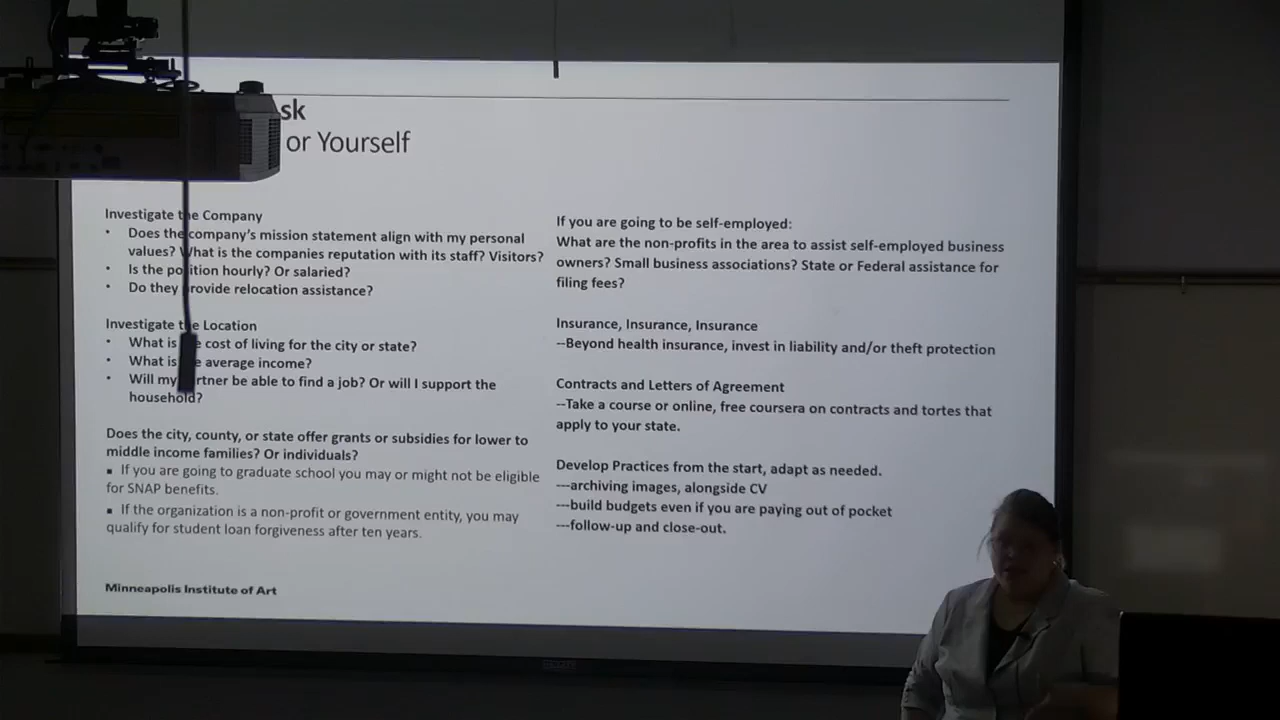 sk
or Yourself
Investigate the Company
• Does the company's mission statement align with my personal
values? What is the companies reputation with its staff? Visitors?
• Is the position hourly? Or salaried?
• Do they provide relocation assistance?
Investigate the Location
• What is cost of living for the city or state?
• What is average income?
• Will my partner be able to find a job? Or will I support the
household?
Does the city, county, or state offer grants or subsidies for lower to
middle income families? Or individuals?
▪ If you are going to graduate school you may or might not be eligible
for SNAP benefits.
▪ If the organization is a non-profit or government entity, you may
qualify for student loan forgiveness after ten years.
Minneapolis Institute of Art
If you are going to be self-employed:
What are the non-profits in the area to assist self-employed business
owners? Small business associations? State or Federal assistance for
filing fees?
Insurance, Insurance, Insurance
--Beyond health insurance, invest in liability and/or theft protection
Contracts and Letters of Agreement
--Take a course or online, free coursera on contracts and tortes that
apply to your state.
Develop Practices from the start, adapt as needed.
---archiving images, alongside CV
---build budgets even if you are paying out of pocket
---follow-up and close-out.